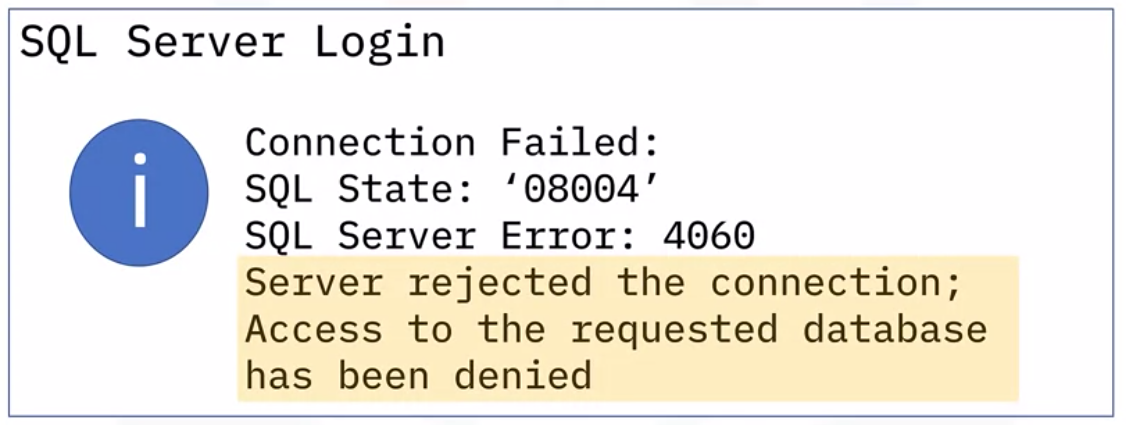 SQL Server Login
i
Connection Failed:
SQL State: ‘08004’
SQL Server Error: 4060
Server rejected the connection;
Access to the requested database
has been denied